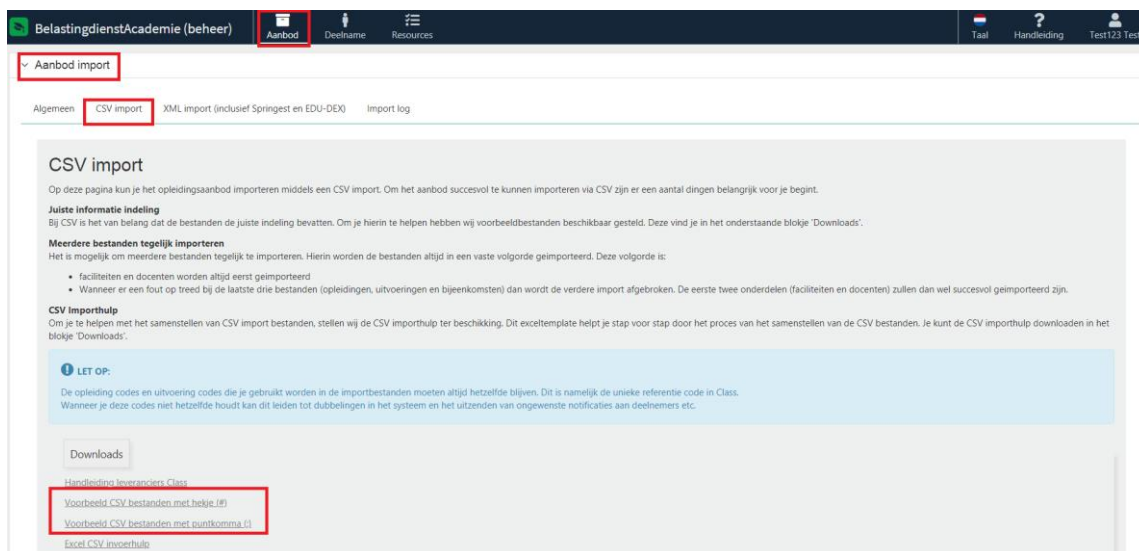 BelastingdienstAcademie (beheer)
Aanbod
Deelname
Resources
Taal
Handleiding
Test123 Test
Aanbod import
Algemeen
CSV import
XML import (inclusief Springest en EDU-DEX)
Import log
CSV import
Op deze pagina kun je het opleidingsaanbod importeren middels een CSV import. Om het aanbod succesvol te kunnen importeren via CSV zijn er een aantal dingen belangrijk voor je begint.
Juiste informatie indeling
Bij CSV is het van belang dat de bestanden de juiste indeling bevatten. Om je hierin te helpen hebben wij voorbeeldbestanden beschikbaar gesteld. Deze vind je in het onderstaande blokje 'Downloads'.
Meerdere bestanden tegelijk importeren
Het is mogelijk om meerdere bestanden tegelijk te importeren. Hierin worden de bestanden altijd in een vaste volgorde geimporteerd. Deze volgorde is:
• faciliteiten en docenten worden altijd eerst geimporteerd
• Wanneer er een fout op treed bij de laatste drie bestanden (opleidingen, uitvoeringen en bijeenkomsten) dan wordt de verdere import afgebroken. De eerste twee onderdelen (faciliteiten en docenten) zullen dan wel succesvol geimporteerd zijn.
CSV Importhulp
Om je te helpen met het samenstellen van CSV import bestanden, stellen wij de CSV importhulp ter beschikking. Dit exceltemplate helpt je stap voor stap door het proces van het samenstellen van de CSV bestanden. Je kunt de CSV importhulp downloaden in het
blokje 'Downloads'.
LET OP:
De opleiding codes en uitvoering codes die je gebruikt worden in de importbestanden moeten altijd hetzelfde blijven. Dit is namelijk de unieke referentie code in Class.
Wanneer je deze codes niet hetzelfde houdt kan dit leiden tot dubbelingen in het systeem en het uitzenden van ongewenste notificaties aan deelnemers etc.
Downloads
Handleiding leveranciers Class
Voorbeeld CSV bestanden met hekje (#)
Voorbeeld CSV bestanden met puntkomma (;)
Excel CSV invoerhulp